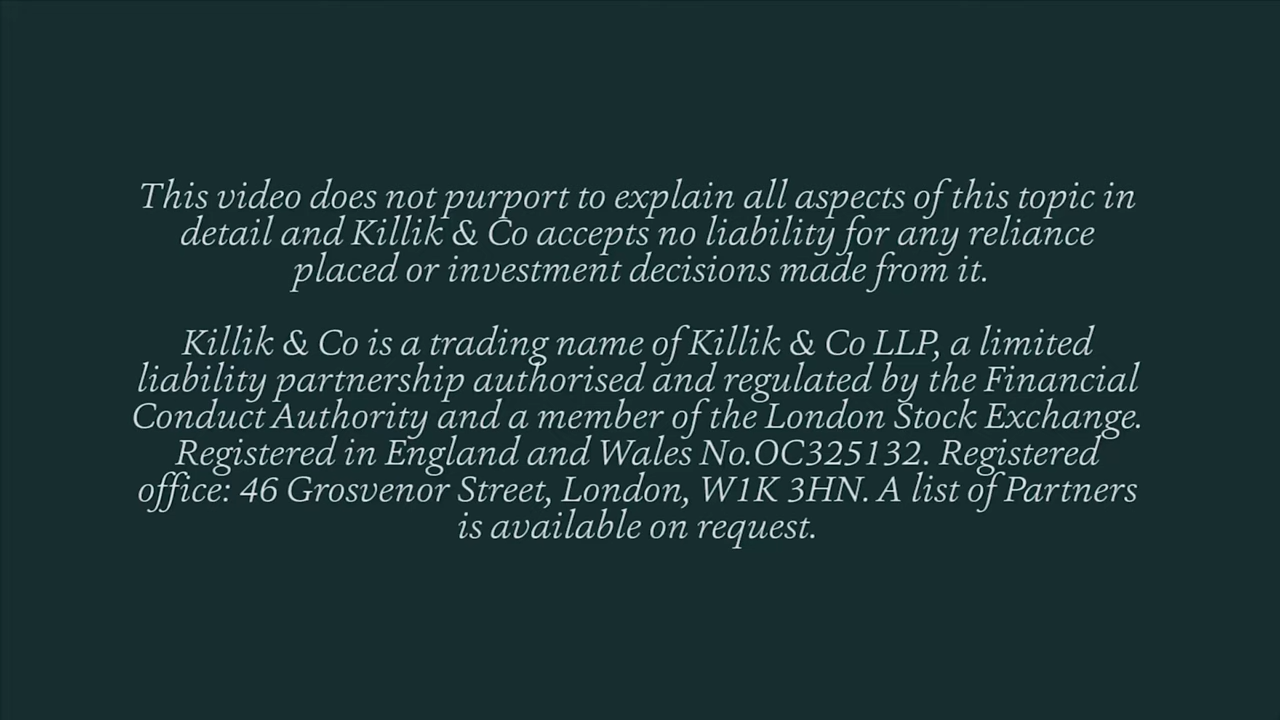 This video does not purport to explain all aspects of this topic in
detail and Killik & Co accepts no liability for any reliance
placed or investment decisions made from it.
Killik & Co is a trading name of Killik & Co LLP, a limited
liability partnership authorised and regulated by the Financial
Conduct Authority and a member of the London Stock Exchange.
Registered in England and Wales No.OC325132. Registered
office: 46 Grosvenor Street, London, W1K 3HN. A list of Partners
is available on request.